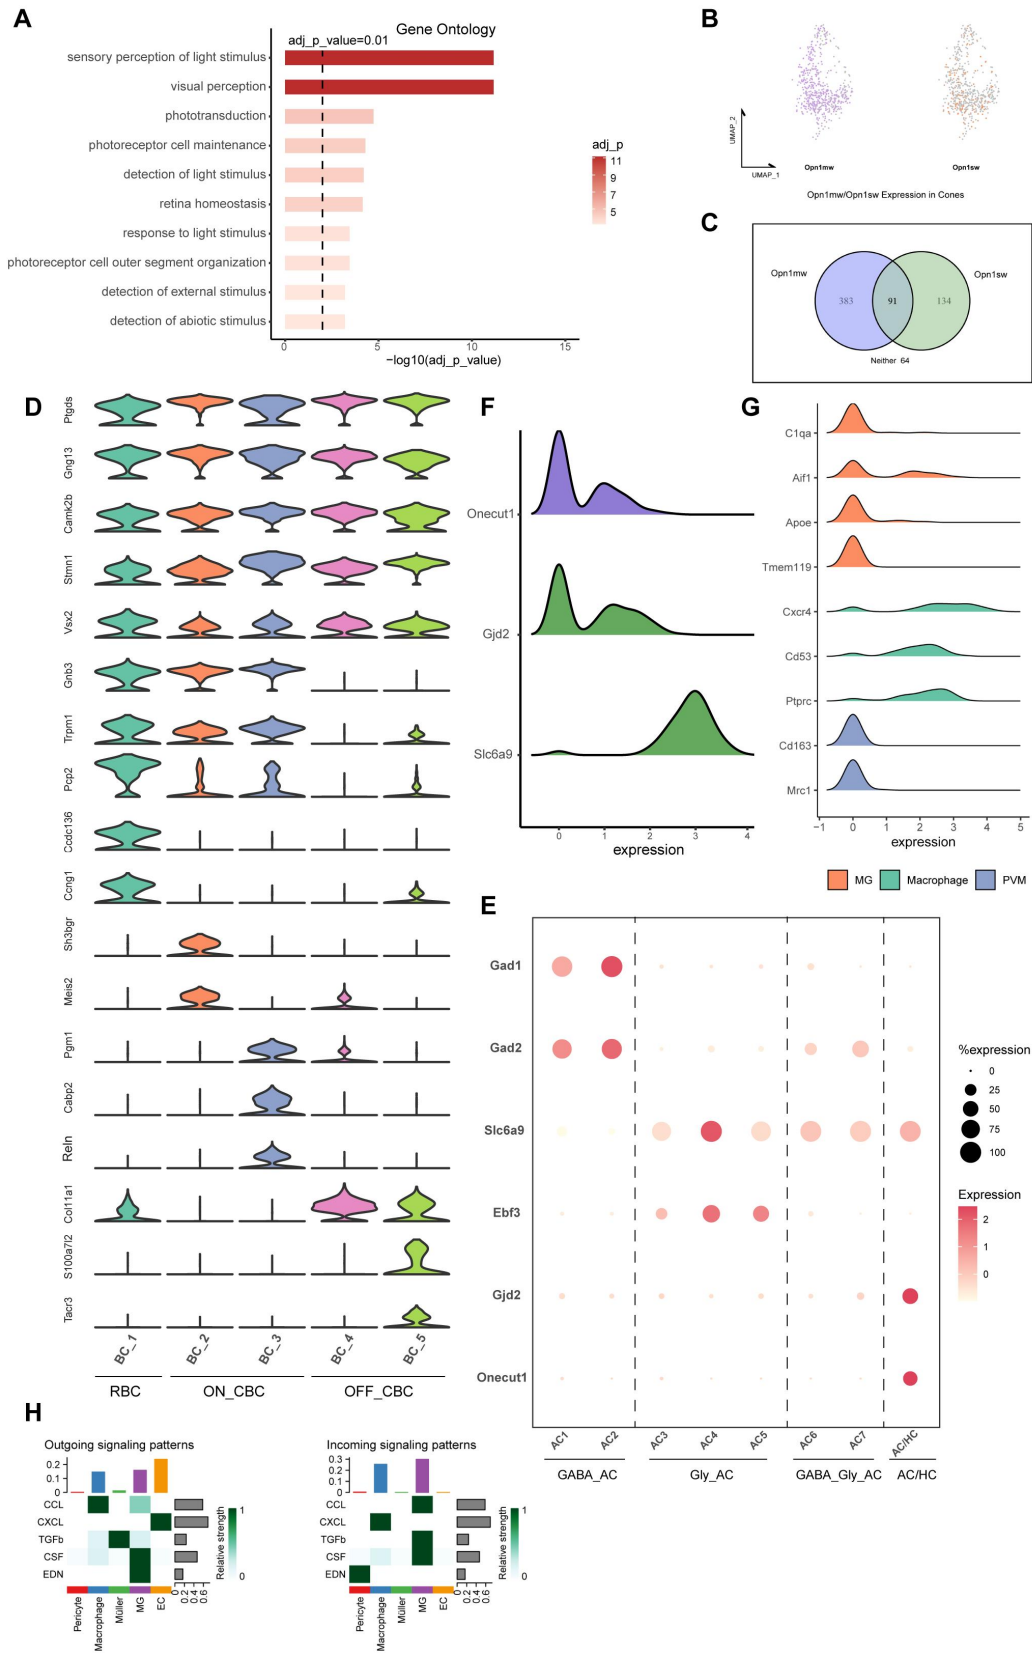 A
Gene Ontology
adj_p_value=0.01
sensory perception of light stimulus
visual perception
phototransduction
photoreceptor cell maintenance
detection of light stimulus
retina homeostasis
response to light stimulus
photoreceptor cell outer segment organization
detection of external stimulus
detection of abiotic stimulus
0 5 10 15
−log10(adj_p_value)
adj_p
11
9
7
5
B
UMAP_2
UMAP_1
Opn1mw
Opn1sw
Opn1mw/Opn1sw Expression in Cones
C
Opn1mw
Opn1sw
383
91
134
Neither 64
D
Ptgds
Gng13
Camk2b
Stmn1
Vsx2
Gnb3
Trpm1
Pcp2
Ccdc136
Ccng1
Sh3bgr
Meis2
Pgm1
Cabp2
Reln
Col11a1
S100a7l2
Tacr3
BC_1 BC_2 BC_3 BC_4 BC_5
RBC ON_CBC OFF_CBC
F
Onecut1
Gjd2
Slc6a9
0 1 2 3 4
expression
G
C1qa
Aif1
Apoe
Tmem119
Cxcr4
Cd53
Ptprc
Cd163
Mrc1
−1 0 1 2 3 4 5
expression
MG Macrophage PVM
E
Gad1
Gad2
Slc6a9
Ebf3
Gjd2
Onecut1
AC1 AC2 AC3 AC4 AC5 AC6 AC7 AC/HC
GABA_AC Gly_AC GABA_Gly_AC AC/HC
%expression
0
25
50
75
100
Expression
2
1
0
H
Outgoing signaling patterns
0.2
0.1
0
CCL
CXCL
TGFb
CSF
EDN
Pericyte
Macrophage
Müller
MG
EC
0 0.2 0.4 0.6
Relative strength
1
0
Incoming signaling patterns
0.3
0.2
0.1
0
CCL
CXCL
TGFb
CSF
EDN
Pericyte
Macrophage
Müller
MG
EC
0 0.2 0.4 0.6
Relative strength
1
0